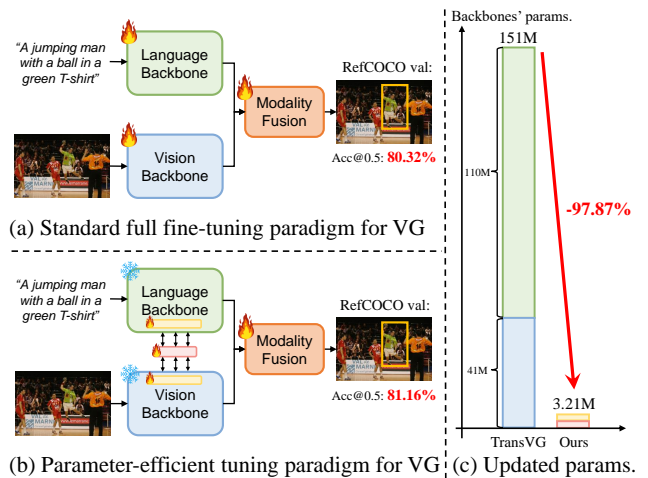 “A jumping man
with a ball in a
green T-shirt”
Language
Backbone
Vision
Backbone
Modality
Fusion
RefCOCO val:
Acc@0.5: 80.32%
(a) Standard full fine-tuning paradigm for VG
“A jumping man
with a ball in a
green T-shirt”
Language
Backbone
Vision
Backbone
Modality
Fusion
RefCOCO val:
Acc@0.5: 81.16%
(b) Parameter-efficient tuning paradigm for VG
Backbones’ params.
151M
110M
-97.87%
41M
3.21M
TransVG Ours
(c) Updated params.